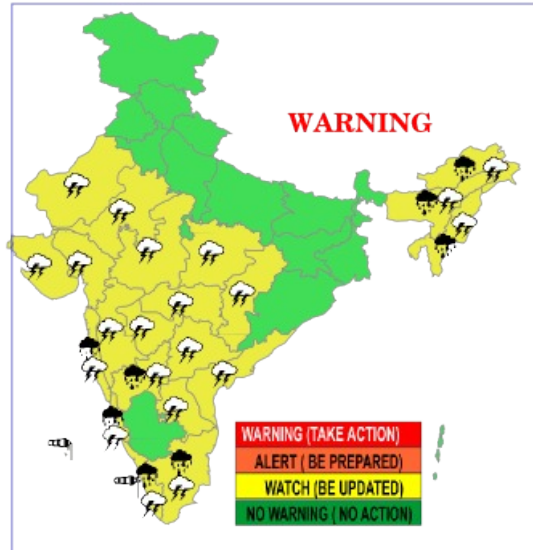 WARNING
WARNING (TAKE ACTION)
ALERT ( BE PREPARED)
WATCH (BE UPDATED)
NO WARNING ( NO ACTION)